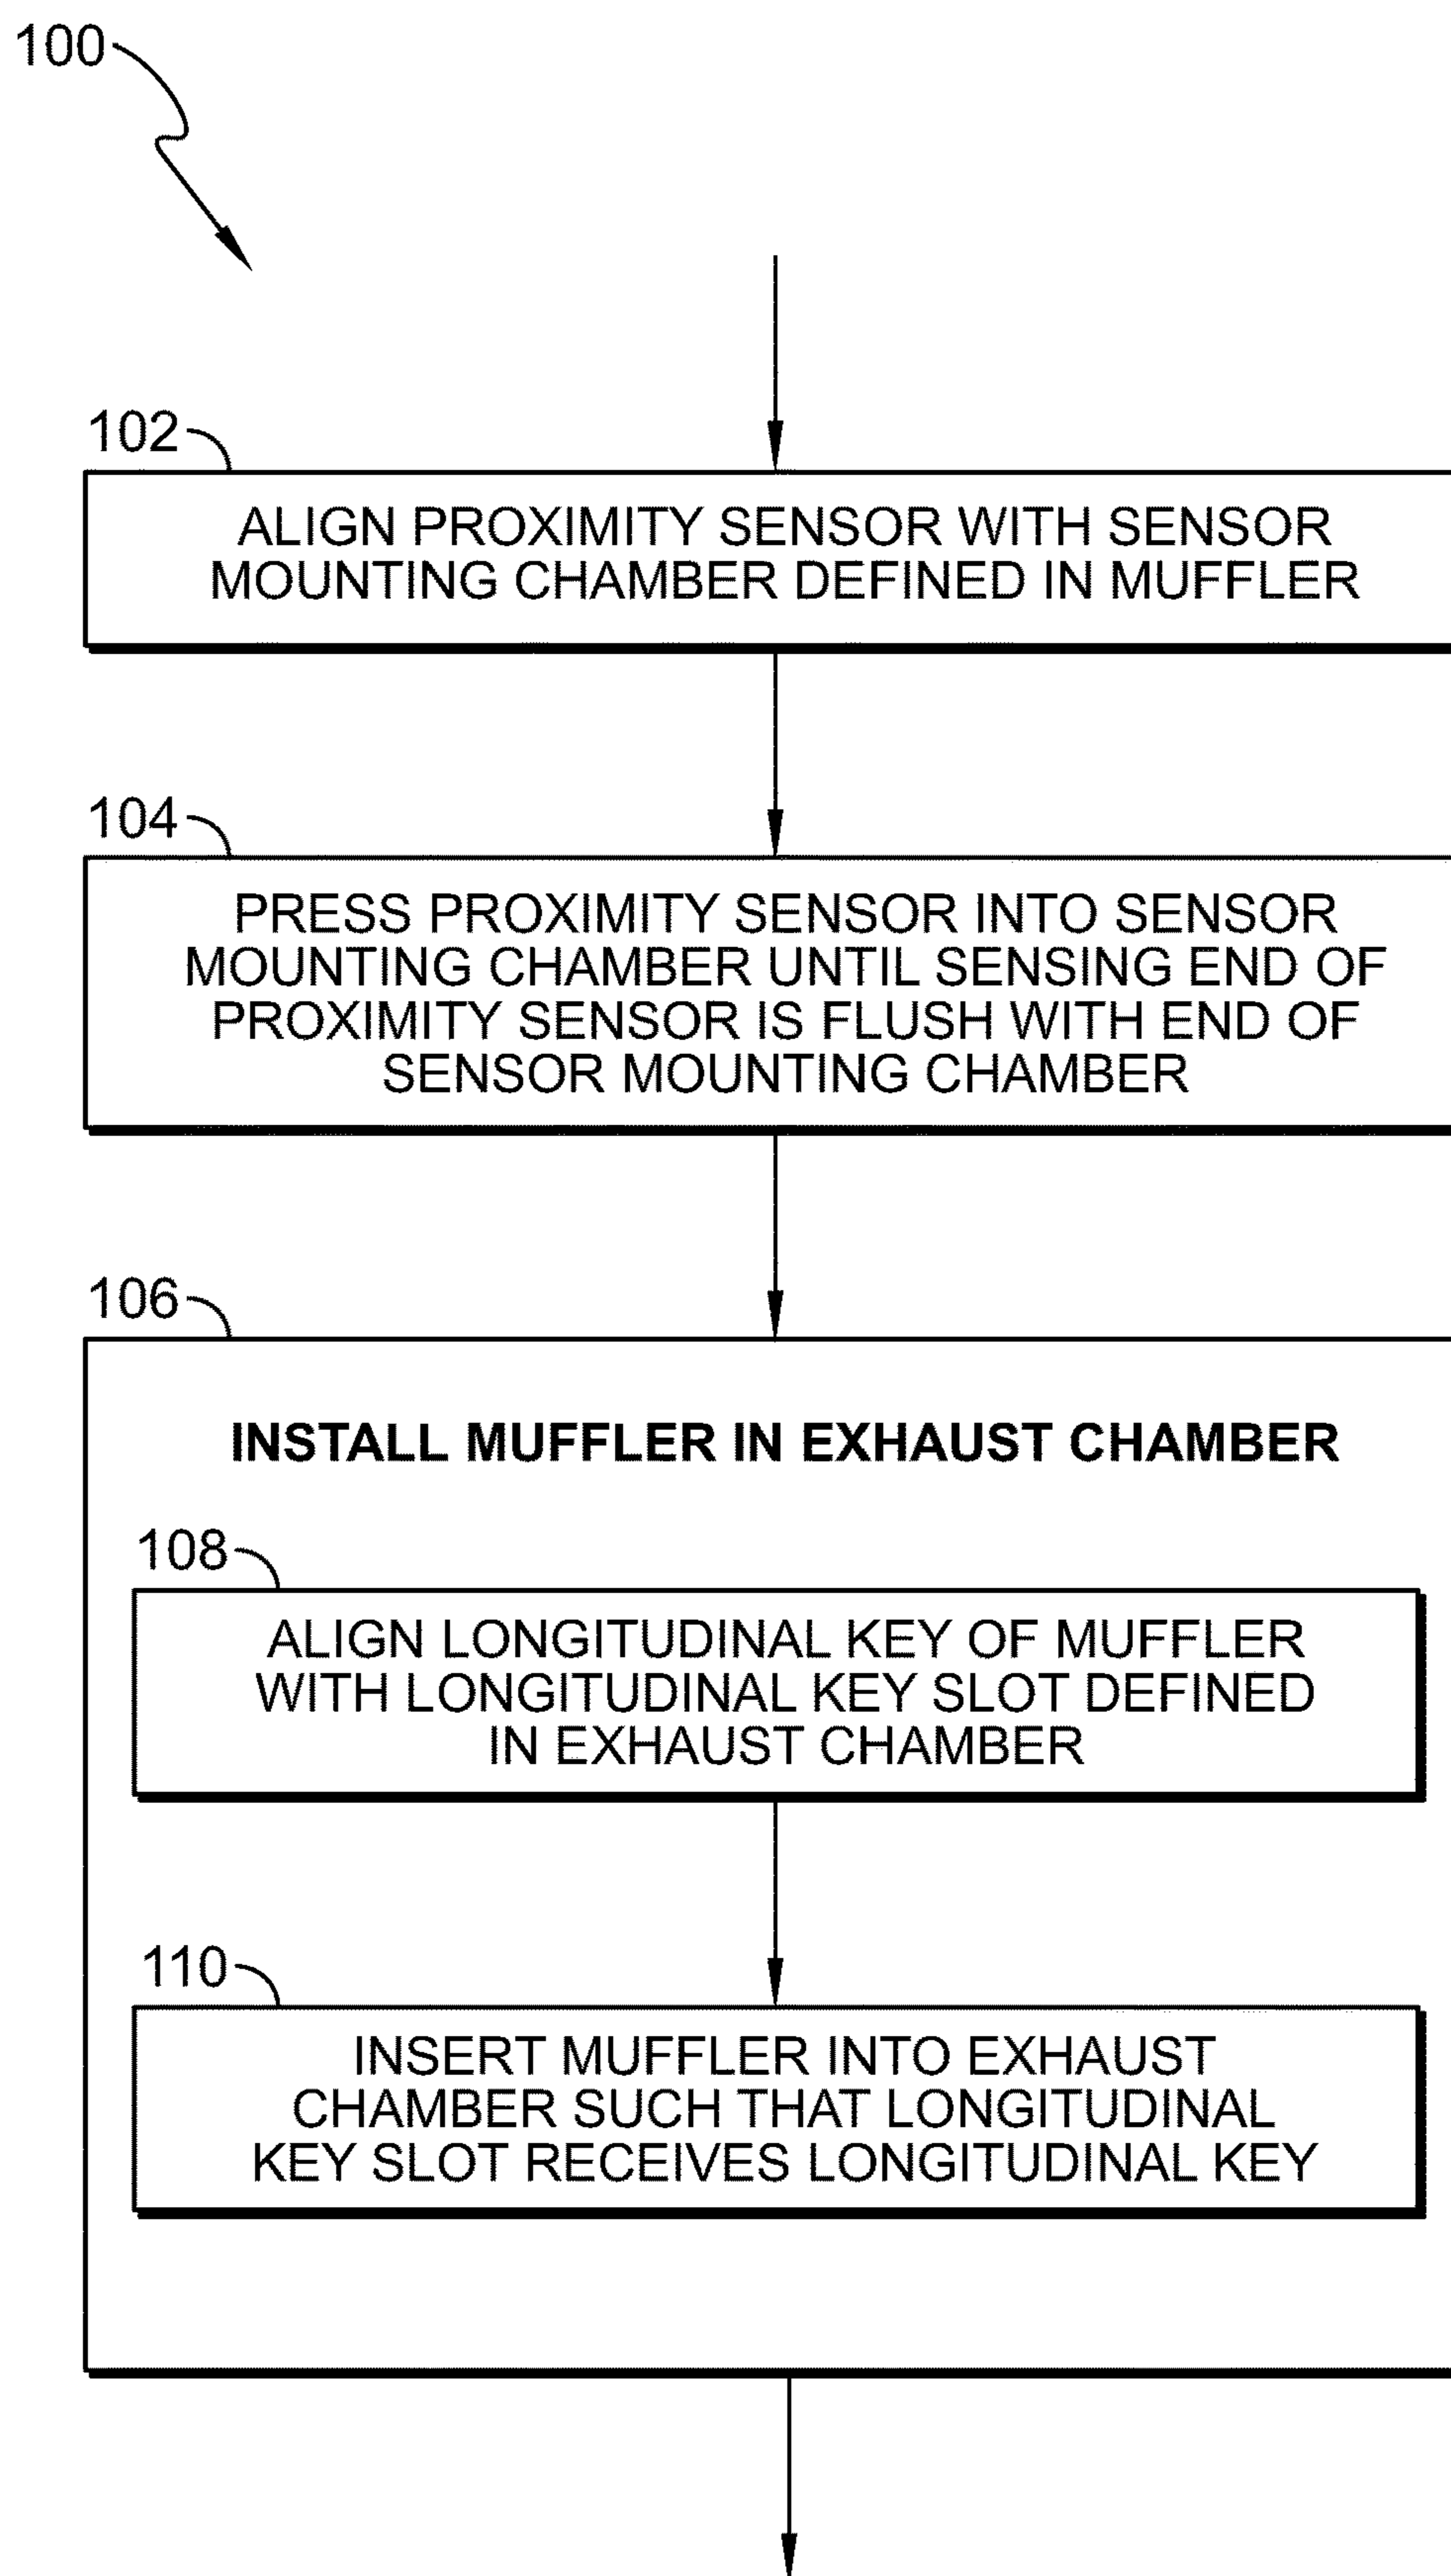 100
102
ALIGN PROXIMITY SENSOR WITH SENSOR
MOUNTING CHAMBER DEFINED IN MUFFLER
104
PRESS PROXIMITY SENSOR INTO SENSOR
MOUNTING CHAMBER UNTIL SENSING END OF
PROXIMITY SENSOR IS FLUSH WITH END OF
SENSOR MOUNTING CHAMBER
106
INSTALL MUFFLER IN EXHAUST CHAMBER
108
ALIGN LONGITUDINAL KEY OF MUFFLER
WITH LONGITUDINAL KEY SLOT DEFINED
IN EXHAUST CHAMBER
110
INSERT MUFFLER INTO EXHAUST
CHAMBER SUCH THAT LONGITUDINAL
KEY SLOT RECEIVES LONGITUDINAL KEY